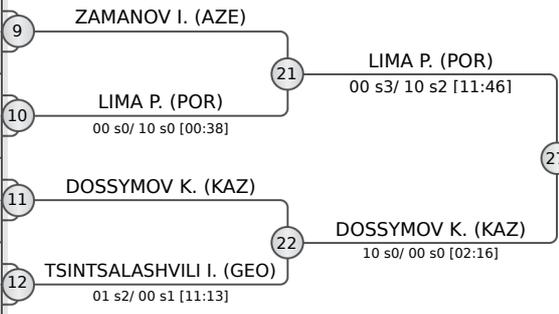 9
ZAMANOV I. (AZE)
21
LIMA P. (POR)
00 s3/ 10 s2 [11:46]
10
LIMA P. (POR)
00 s0/ 10 s0 [00:38]
11
DOSSYMOV K. (KAZ)
22
DOSSYMOV K. (KAZ)
10 s0/ 00 s0 [02:16]
12
TSINTSALASHVILI I. (GEO)
01 s2/ 00 s1 [11:13]